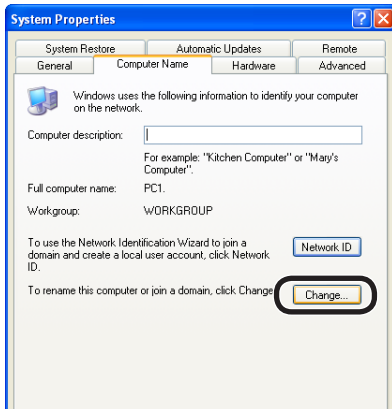 System Properties
System Restore Automatic Updates Remote
General Computer Name Hardware Advanced
Windows uses the following information to identify your computer
on the network.
Computer description:
For example: "Kitchen Computer" or "Mary's
Computer".
Full computer name: PC1.
Workgroup: WORKGROUP
To use the Network Identification Wizard to join a
domain and create a local user account, click Network
ID.
Network ID
To rename this computer or join a domain, click Change
Change...